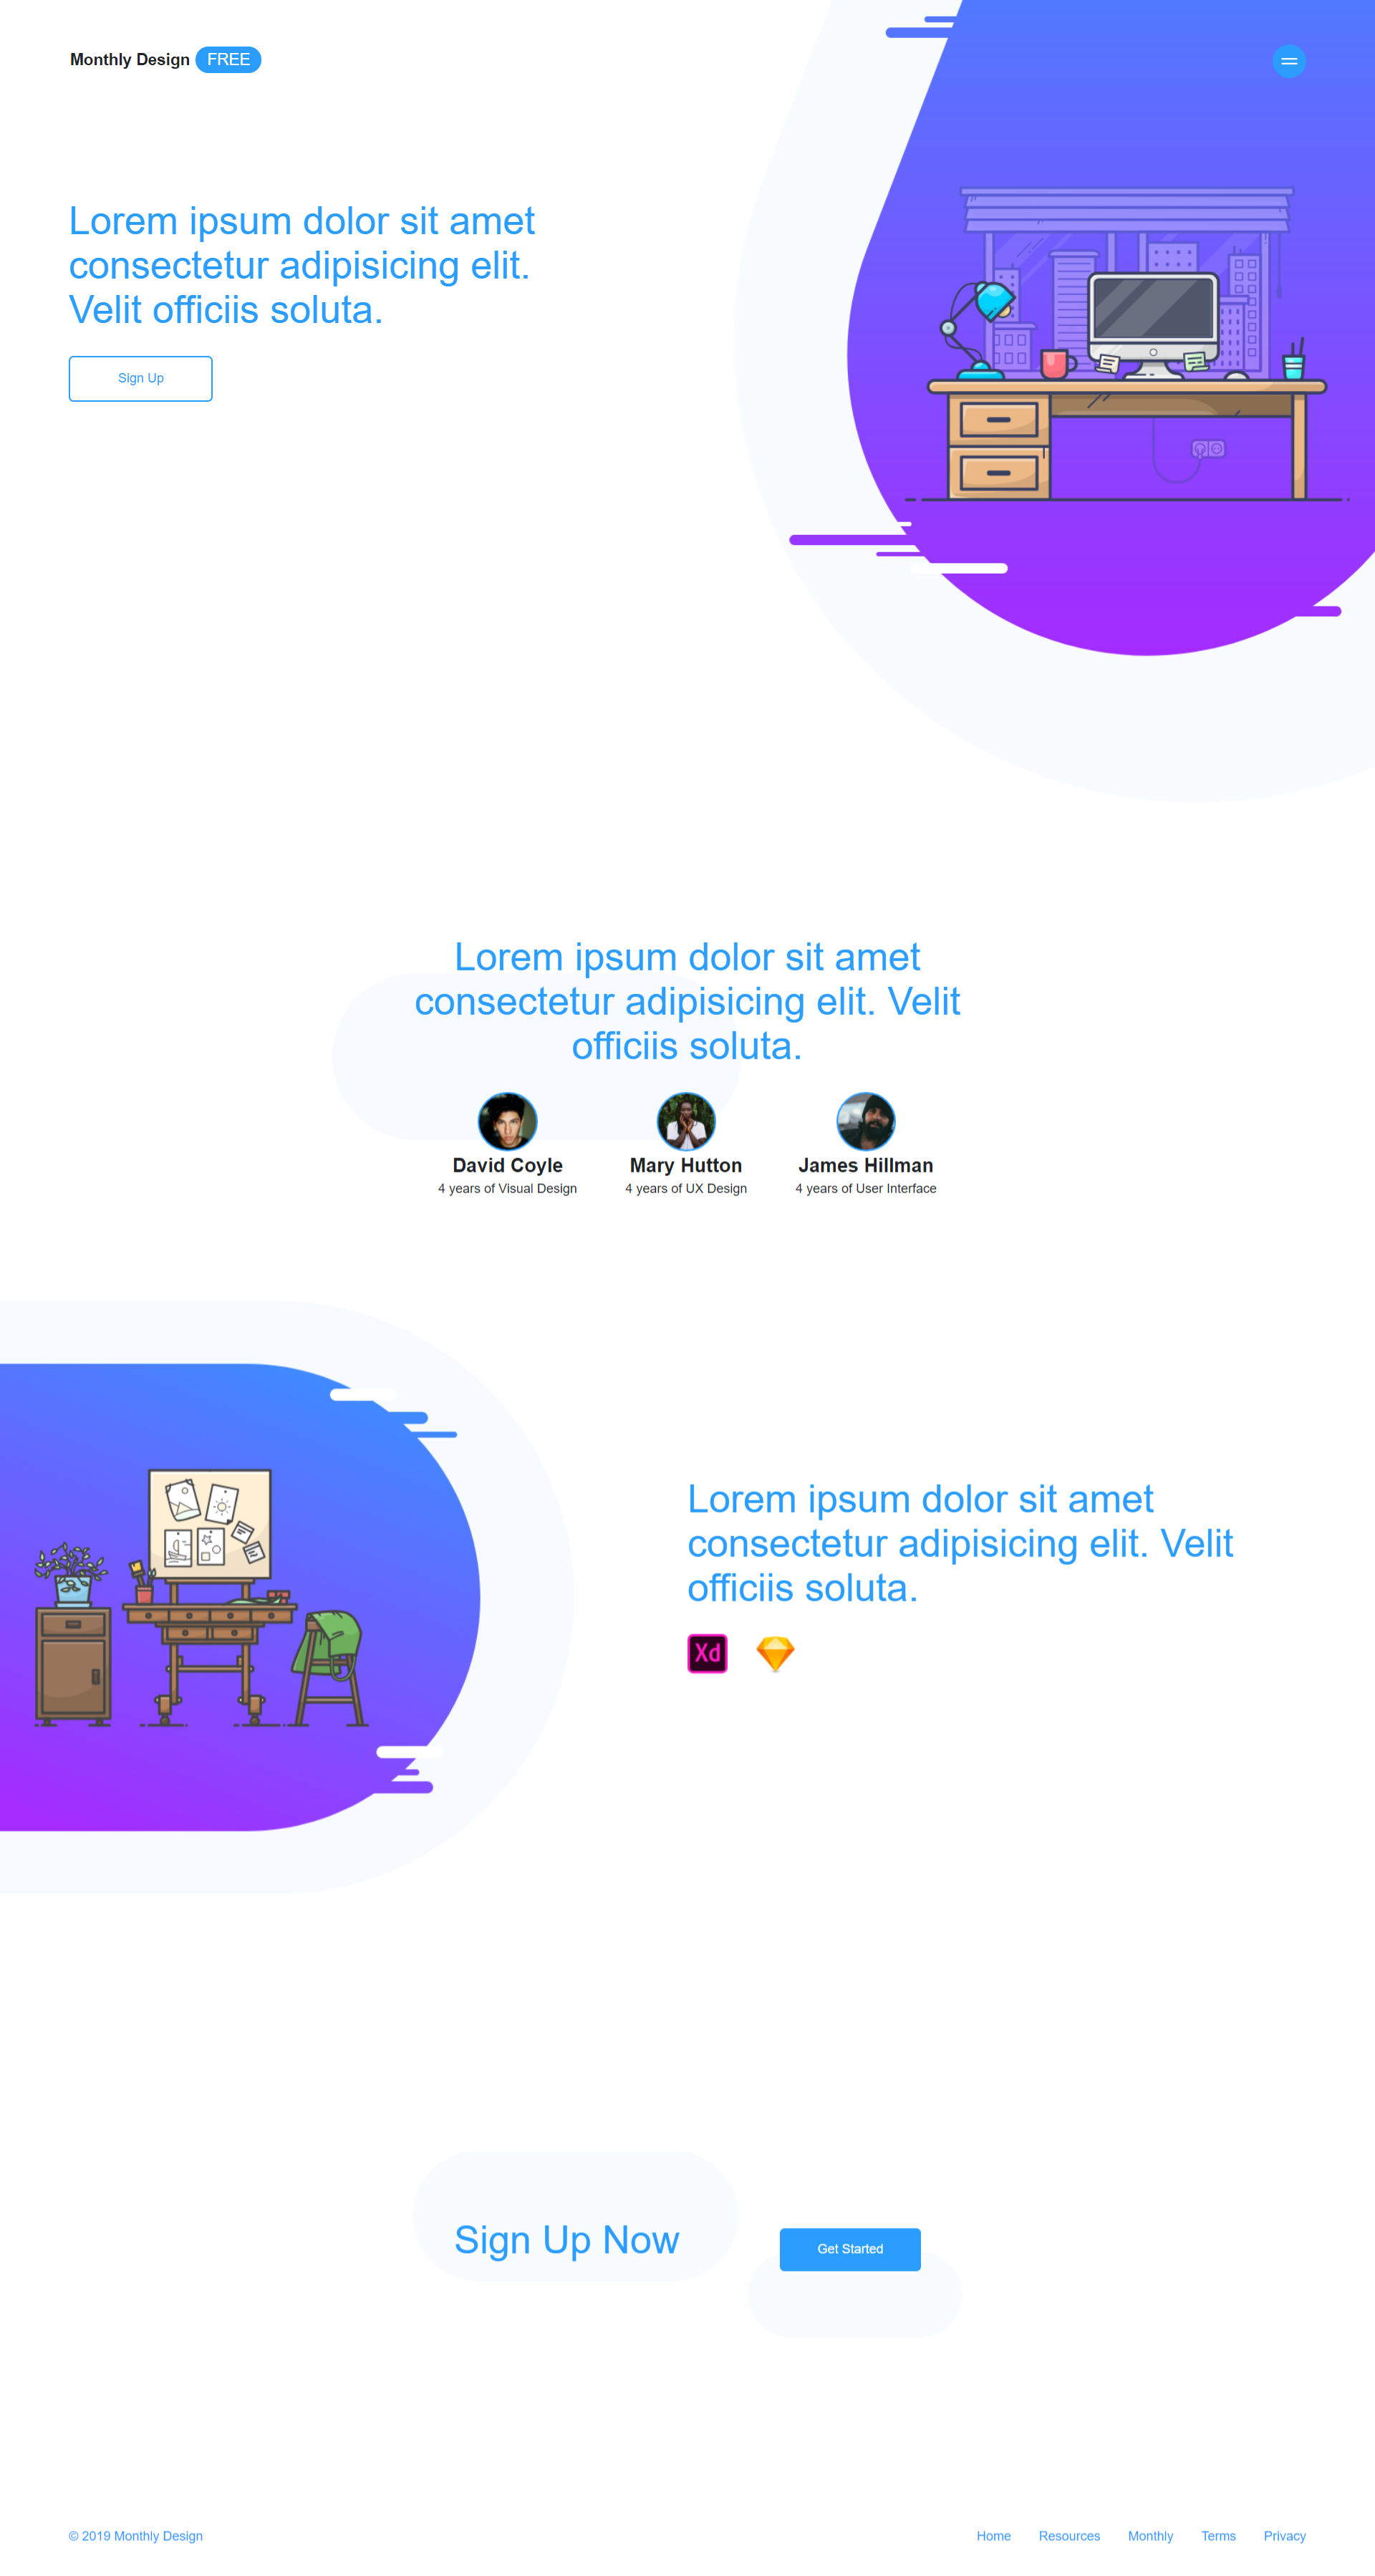 Monthly Design FREE
Lorem ipsum dolor sit amet
consectetur adipisicing elit.
Velit officiis soluta.
Sign Up
Lorem ipsum dolor sit amet
consectetur adipisicing elit. Velit
officiis soluta.
David Coyle
4 years of Visual Design
Mary Hutton
4 years of UX Design
James Hillman
4 years of User Interface
Lorem ipsum dolor sit amet
consectetur adipisicing elit. Velit
officiis soluta.
Xd
Sign Up Now
Get Started
© 2019 Monthly Design
Home Resources Monthly Terms Privacy